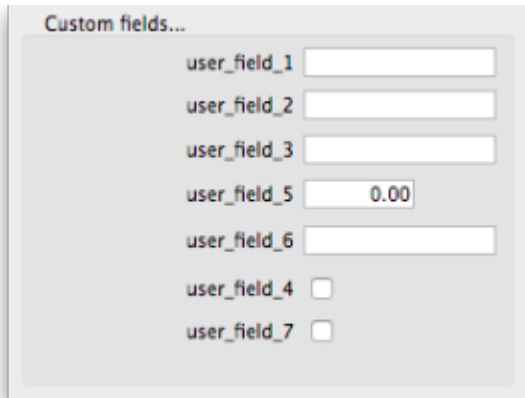 Custom fields...
user_field_1
user_field_2
user_field_3
user_field_5 0.00
user_field_6
user_field_4
user_field_7